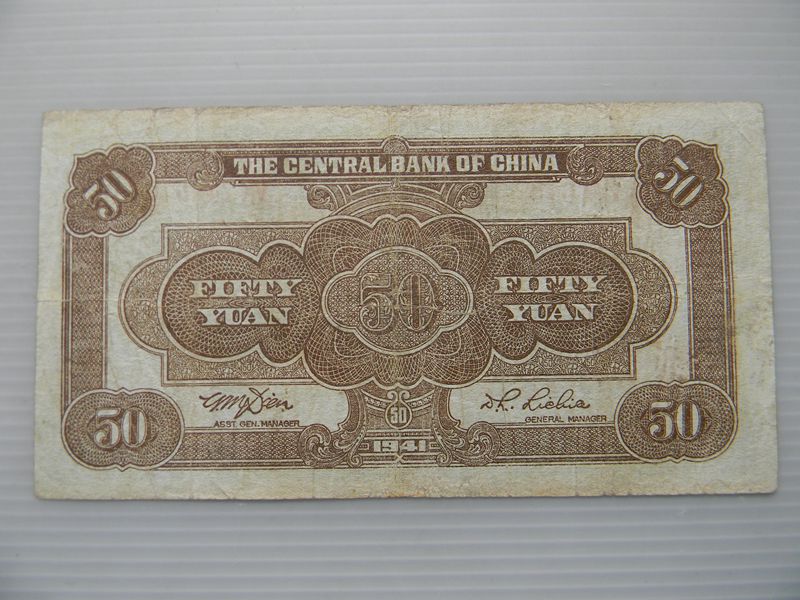 50
THE CENTRAL BANK OF CHINA
50
FIFTY
YUAN
50
FIFTY
YUAN
50
ASST. GEN. MANAGER
50
1941
GENERAL MANAGER
50